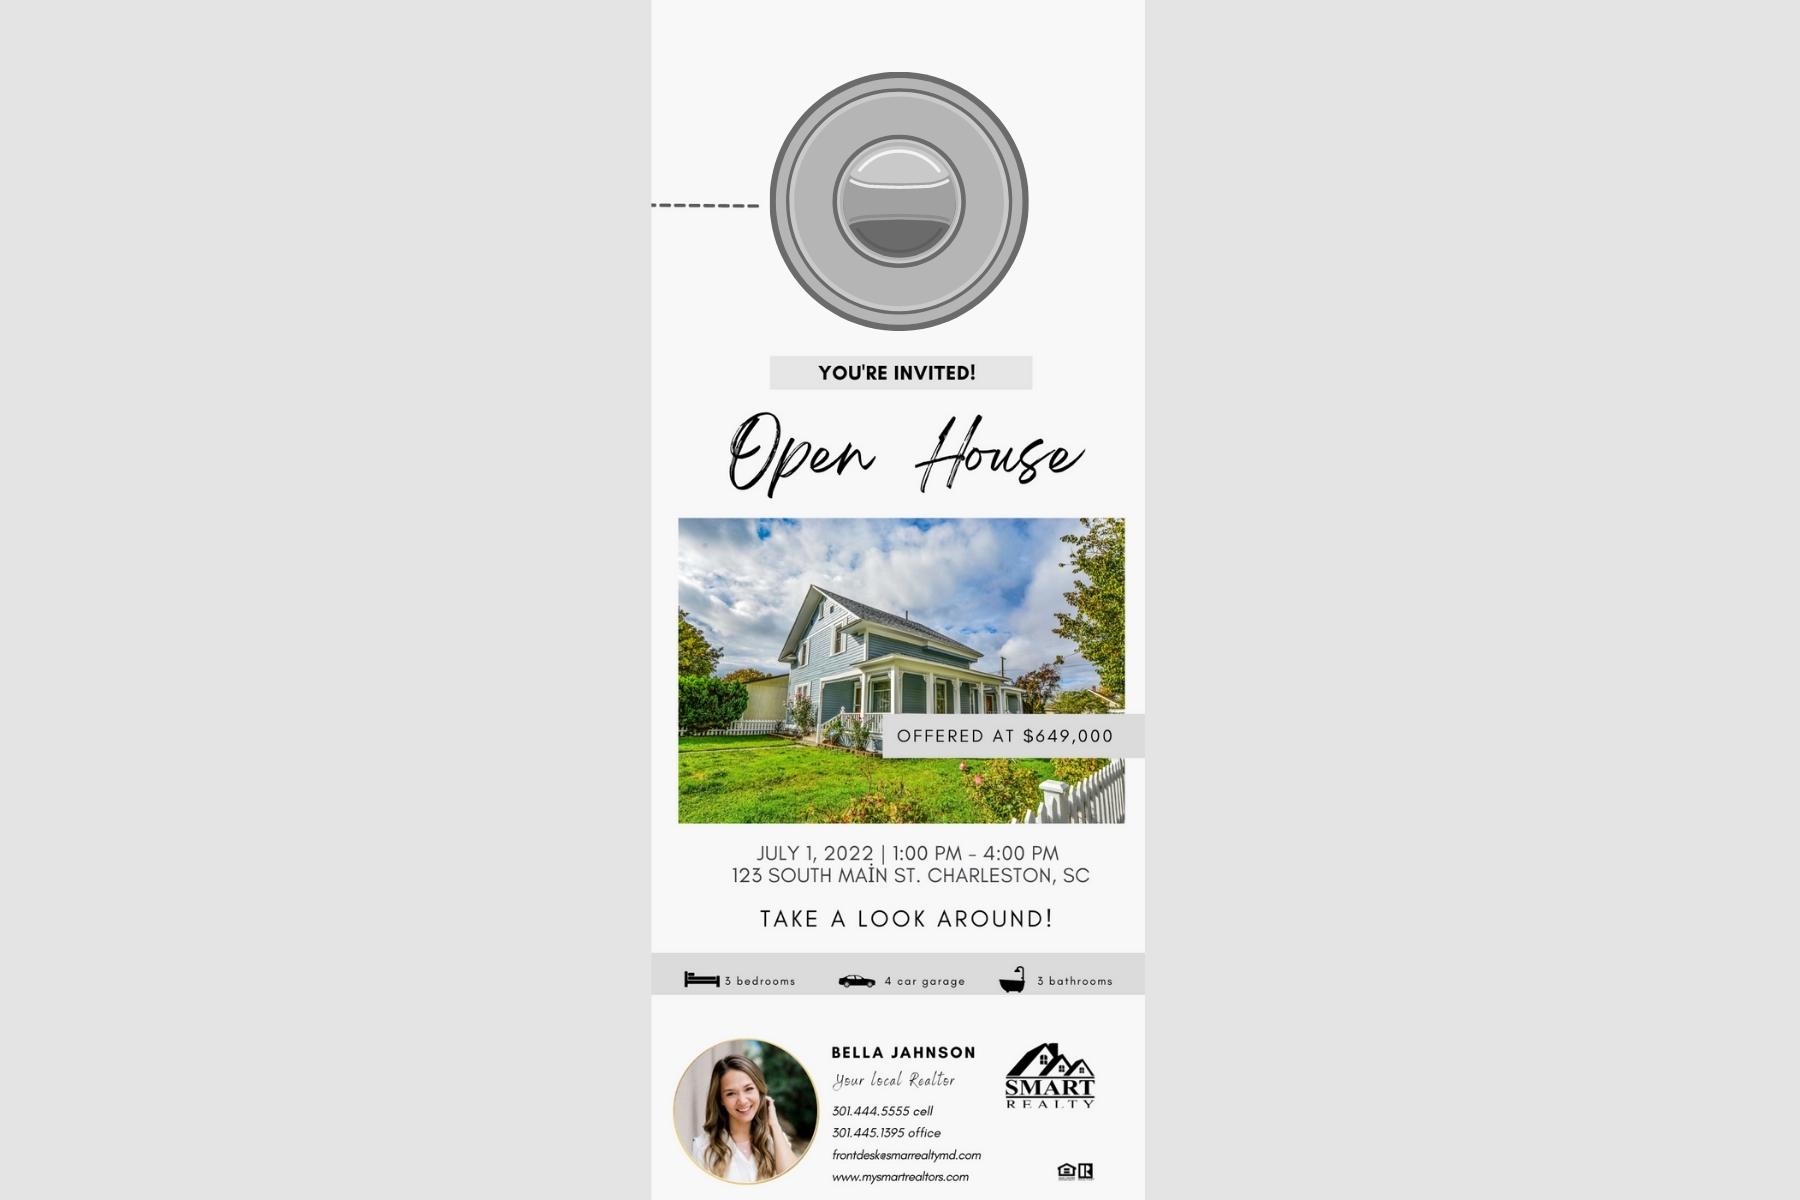 YOU'RE INVITED!
Open House
OFFERED AT $649,000
JULY 1, 2022 | 1:00 PM - 4:00 PM
123 SOUTH MAİN ST. CHARLESTON, SC
TAKE A LOOK AROUND!
3 bedrooms 4 car garage 3 bathrooms
BELLA JAHNSON
Your local Realtor
301.444.5555 cell
301.445.1395 office
frontdesk@smarrealtymd.com
www.mysmartrealtors.com
SMART
REALTY